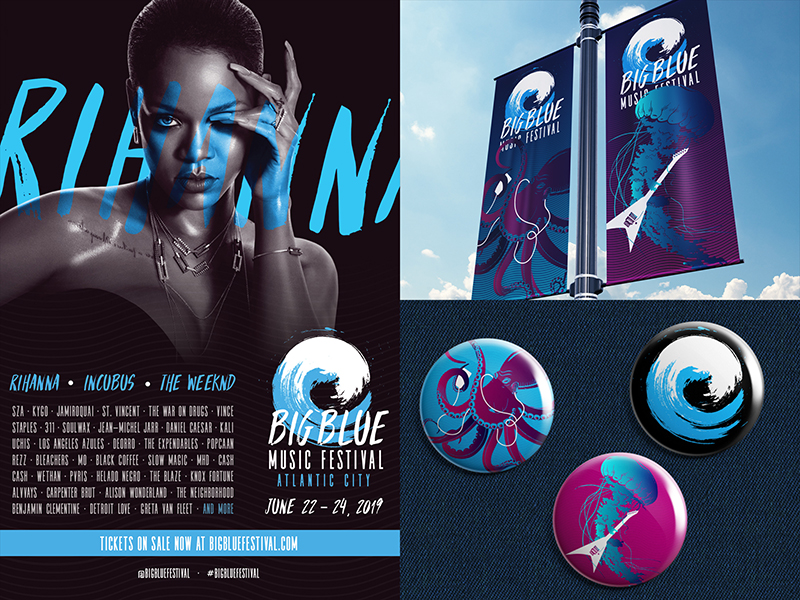 RIHANNA
RIHANNA • INCUBUS • THE WEEKND
SZA · KYGO · JAMIROQUAI · ST. VINCENT · THE WAR ON DRUGS · VINCE
STAPLES · 311 · SOULWAX · JEAN-MICHEL JARR · DANIEL CAESAR · KALI
UCHIS · LOS ANGELES AZULES · DEORRO · THE EXPENDABLES · POPCAAN
REZZ · BLEACHERS · MO · BLACK COFFEE · SLOW MAGIC · MHD · CASH
CASH · WETHAN · PVRIS · HELADO NEGRO · THE BLAZE · KNOX FORTUNE
ALVVAYS · CARPENTER BRUT · ALISON WONDERLAND · THE NEIGHBORHOOD
BENJAMIN CLEMENTINE · DETROIT LOVE · GRETA VAN FLEET · AND MORE
BIG BLUE
MUSIC FESTIVAL
ATLANTIC CITY
JUNE 22 – 24, 2019
TICKETS ON SALE NOW AT BIGBLUEFESTIVAL.COM
@BIGBLUEFESTIVAL · #BIGBLUEFESTIVAL
BIG BLUE
MUSIC FESTIVAL
BIG BLUE
MUSIC FESTIVAL